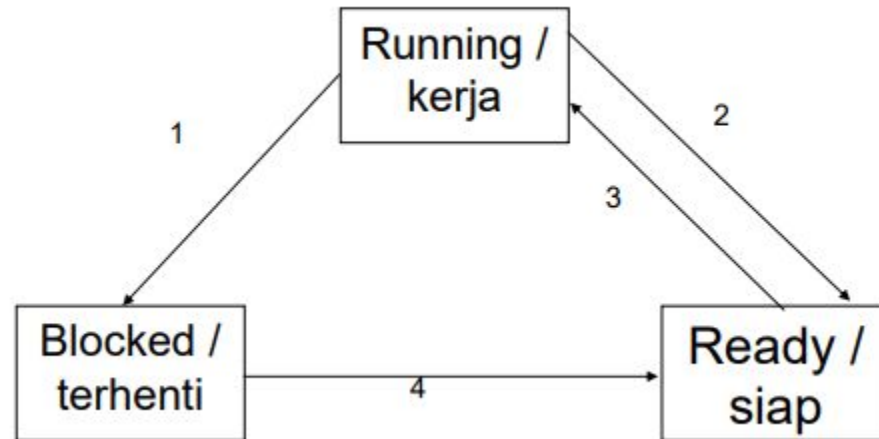 Running /
kerja
1
2
3
Blocked /
terhenti
4
Ready /
siap